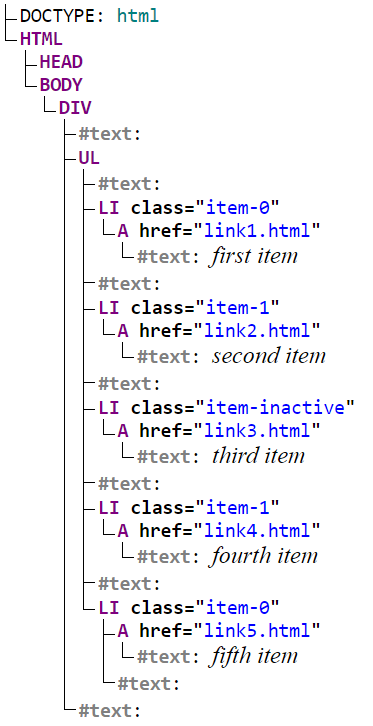 DOCTYPE: html
HTML
HEAD
BODY
DIV
#text:
UL
#text:
LI class="item-0"
A href="link1.html"
#text: first item
#text:
LI class="item-1"
A href="link2.html"
#text: second item
#text:
LI class="item-inactive"
A href="link3.html"
#text: third item
#text:
LI class="item-1"
A href="link4.html"
#text: fourth item
#text:
LI class="item-0"
A href="link5.html"
#text: fifth item
#text:
#text: